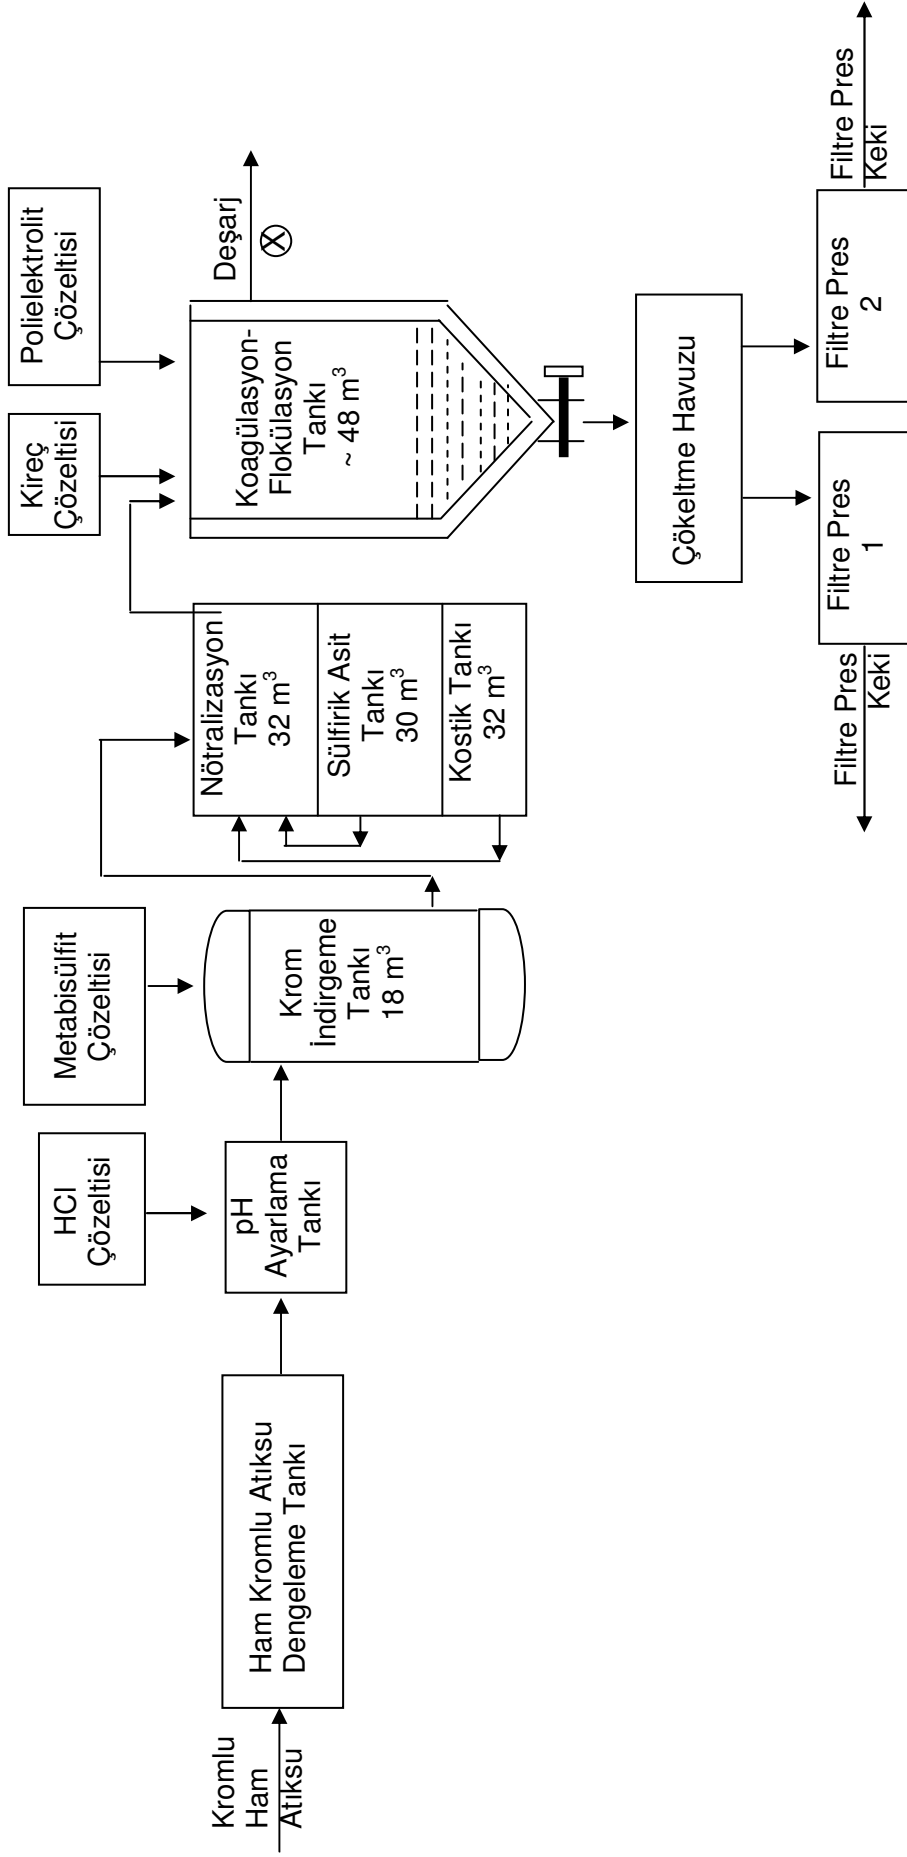 Kromlu
Ham
Atıksu
Ham Kromlu Atıksu
Dengeleme Tankı
HCl
Çözeltisi
pH
Ayarlama
Tankı
Metabisülfit
Çözeltisi
Krom
İndirgeme
Tankı
18 m³
Nötralizasyon
Tankı
32 m³
Sülfirik Asit
Tankı
30 m³
Kostik Tankı
32 m³
Kireç
Çözeltisi
Polielektrolit
Çözeltisi
Koagülasyon-
Flokülasyon
Tankı
~ 48 m³
Deşarj
X
Çökeltme Havuzu
Filtre Pres
1
Filtre Pres
2
Filtre Pres
Keki
Filtre Pres
Keki